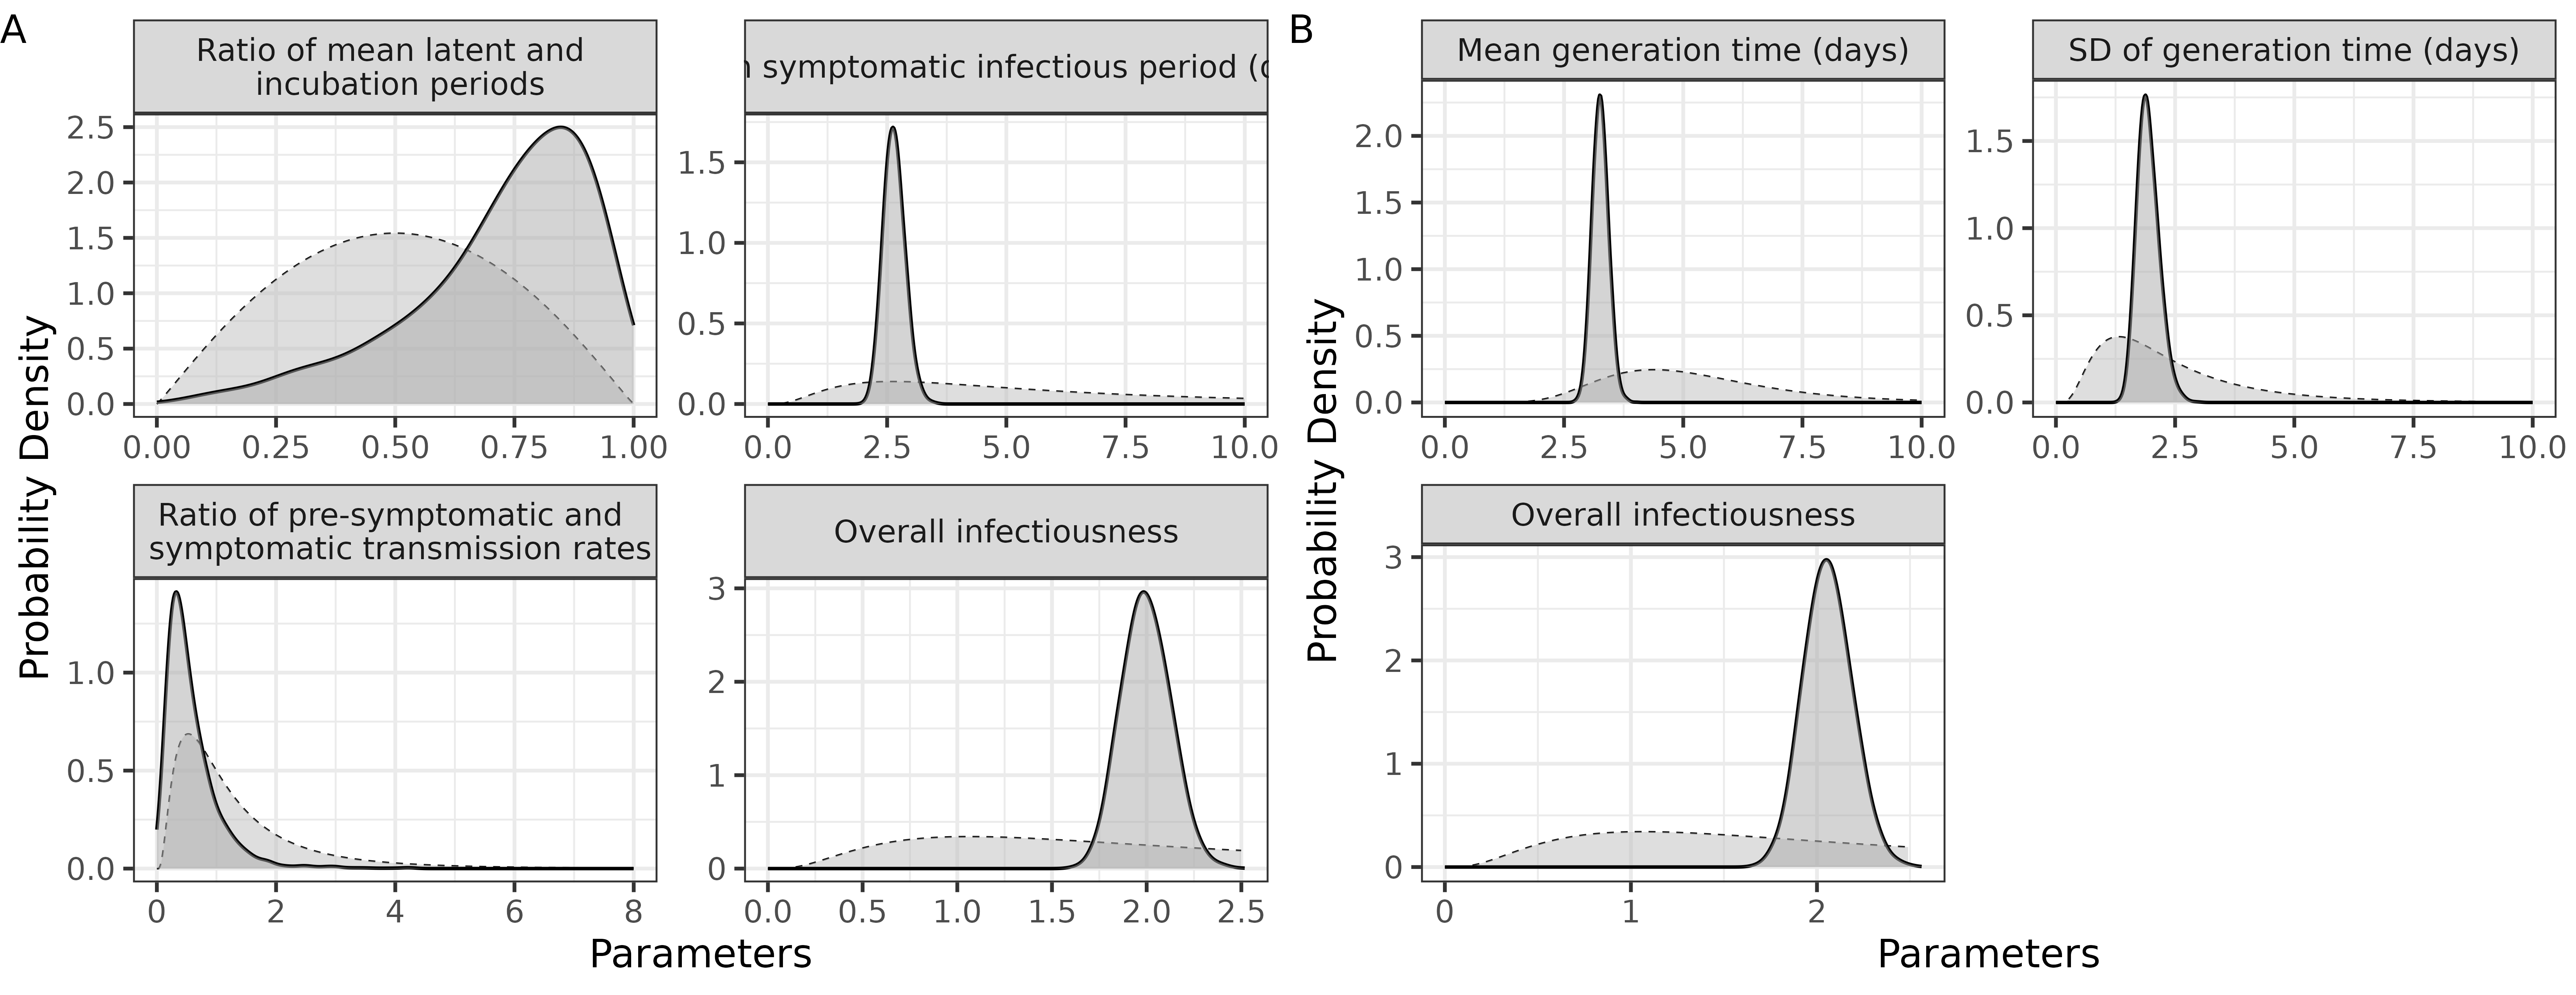 A
Ratio of mean latent and
incubation periods
2.5
2.0
1.5
1.0
0.5
0.0
0.00 0.25 0.50 0.75 1.00
symptomatic infectious period
1.5
1.0
0.5
0.0
0.0 2.5 5.0 7.5 10.0
Ratio of pre-symptomatic and
symptomatic transmission rates
1.0
0.5
0.0
0 2 4 6 8
Overall infectiousness
3
2
1
0
0.0 0.5 1.0 1.5 2.0 2.5
Probability Density
Parameters
B
Mean generation time (days)
2.0
1.5
1.0
0.5
0.0
0.0 2.5 5.0 7.5 10.0
SD of generation time (days)
1.5
1.0
0.5
0.0
0.0 2.5 5.0 7.5 10.0
Overall infectiousness
3
2
1
0
0 1 2
Probability Density
Parameters